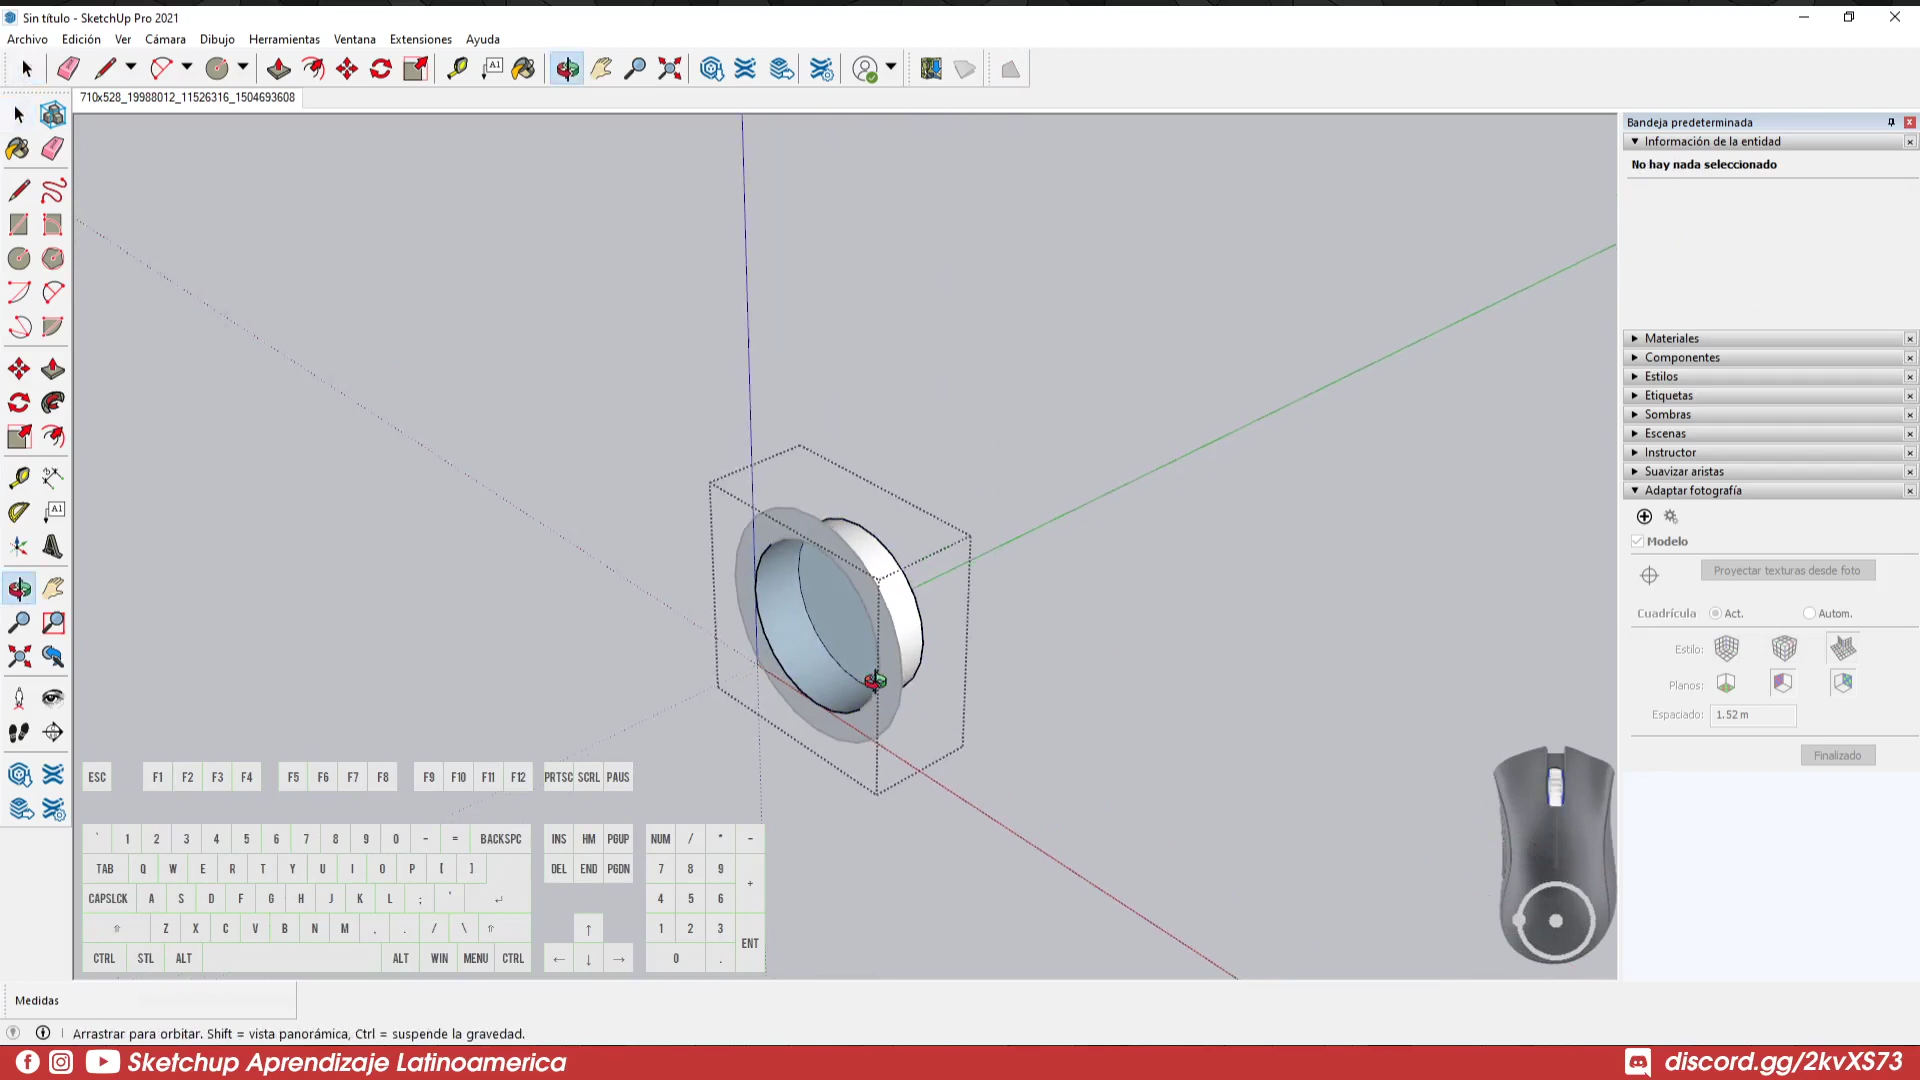 Sin título - SketchUp Pro 2021
Archivo Edición Ver Cámara Dibujo Herramientas Ventana Extensiones Ayuda
A1
710x528_19988012_11526316_1504693608
Bandeja predeterminada
Información de la entidad
No hay nada seleccionado
Materiales
Componentes
Estilos
Etiquetas
Sombras
Escenas
Instructor
Suavizar aristas
Adaptar fotografía
A1
Modelo
Proyectar texturas desde foto
Cuadrícula Act. Autom.
Estilo:
Planos:
Espaciado: 1.52 m
Finalizado
ESC F1 F2 F3 F4 F5 F6 F7 F8 F9 F10 F11 F12 PRTSC SCRL PAUS
` 1 2 3 4 5 6 7 8 9 0 - = BACKSPC INS HM PGUP NUM / * -
TAB Q W E R T Y U I O P [ ] DEL END PGDN 7 8 9 +
CAPSLCK A S D F G H J K L ; ' ↵ 4 5 6
⇧ Z X C V B N M , . / \ ⇧ ↑ 1 2 3 ENT
CTRL STL ALT ALT WIN MENU CTRL ← ↓ → 0 .
Medidas
Arrastrar para orbitar. Shift = vista panorámica, Ctrl = suspende la gravedad.
Sketchup Aprendizaje Latinoamerica
discord.gg/2kvXS73